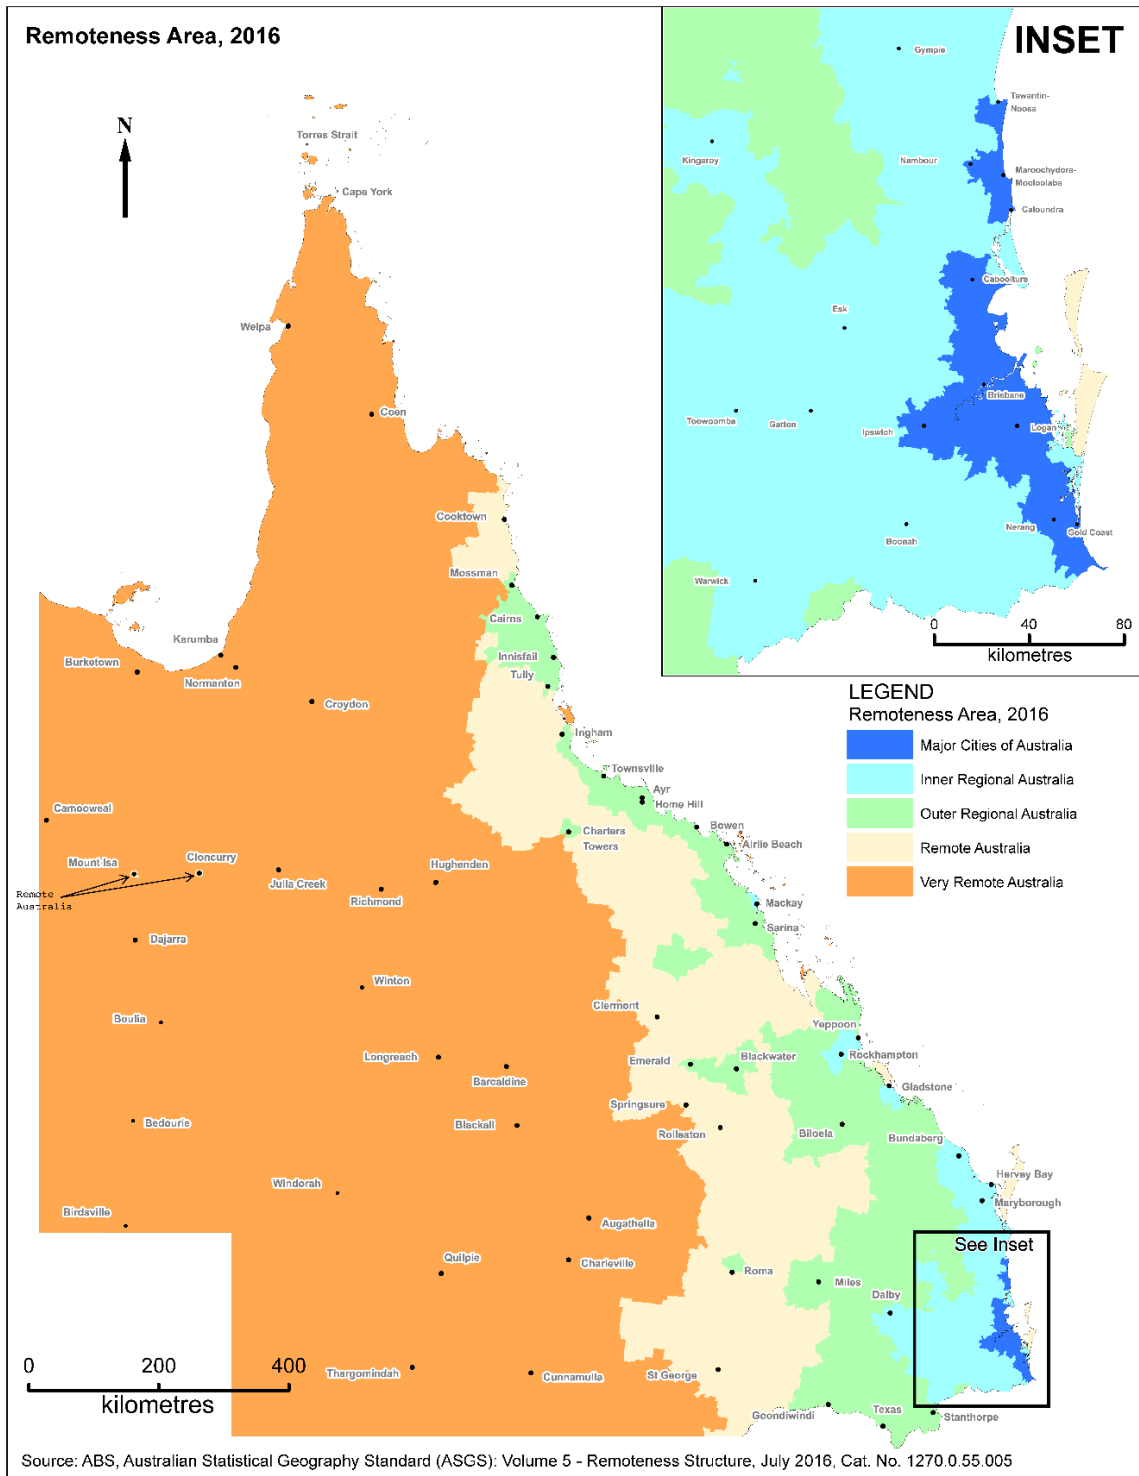 Remoteness Area, 2016
INSET
N
Torres Strait
Cape York
Weipa
Coen
Cooktown
Mossman
Cairns
Innisfail
Tully
Karumba
Burketown
Normanton
Croydon
Ingham
Townsville
Ayr
Home Hill
Bowen
Airlie Beach
Charters
Towers
Camooweal
Mount Isa
Cloncurry
Remote
Australia
Julia Creek
Richmond
Hughenden
Mackay
Sarina
Dajarra
Winton
Clermont
Boulia
Yeppoon
Rockhampton
Longreach
Barcaldine
Emerald
Blackwater
Gladstone
Springsure
Rolleston
Biloela
Bundaberg
Bedourie
Blackall
Hervey Bay
Maryborough
Windorah
Birdsville
Augathella
See Inset
Quilpie
Charleville
Roma
Miles
Dalby
Thargomindah
Cunnamulla
St George
Goondiwindi
Texas
Stanthorpe
0 200 400
kilometres
Gympie
Tewantin-
Noosa
Kingaroy
Nambour
Maroochydore-
Mooloolaba
Caloundra
Caboolture
Esk
Brisbane
Toowoomba
Gatton
Ipswich
Logan
Boonah
Nerang
Gold Coast
Warwick
0 40 80
kilometres
LEGEND
Remoteness Area, 2016
Major Cities of Australia
Inner Regional Australia
Outer Regional Australia
Remote Australia
Very Remote Australia
Source: ABS, Australian Statistical Geography Standard (ASGS): Volume 5 - Remoteness Structure, July 2016, Cat. No. 1270.0.55.005